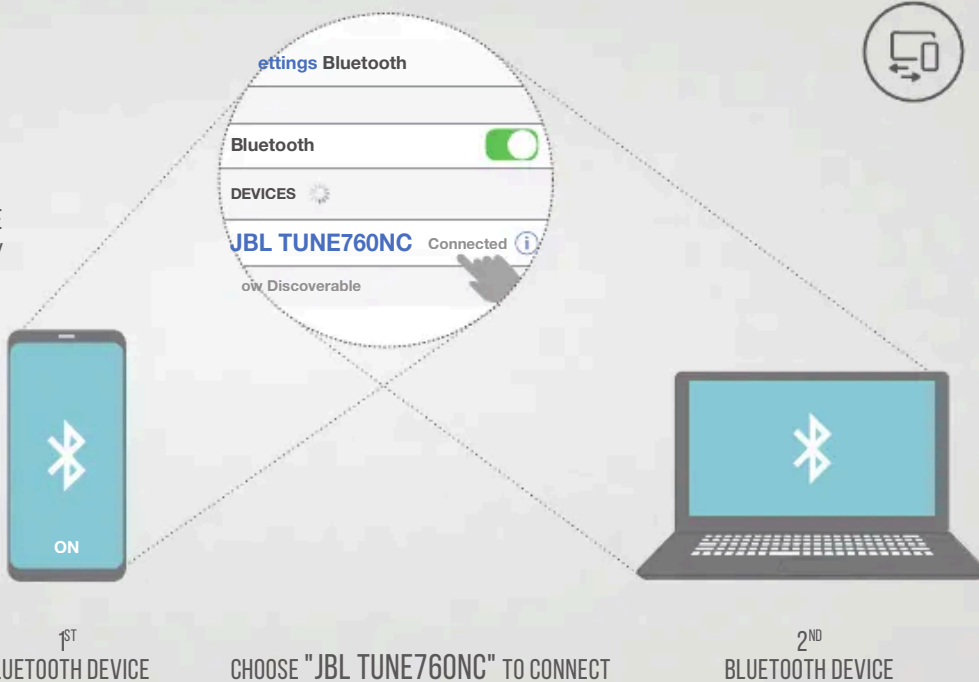 ettings Bluetooth
Bluetooth
DEVICES
JBL TUNE760NC Connected
ow Discoverable
ON
1ST
LUETOOTH DEVICE
CHOOSE "JBL TUNE760NC" TO CONNECT
2ND
BLUETOOTH DEVICE